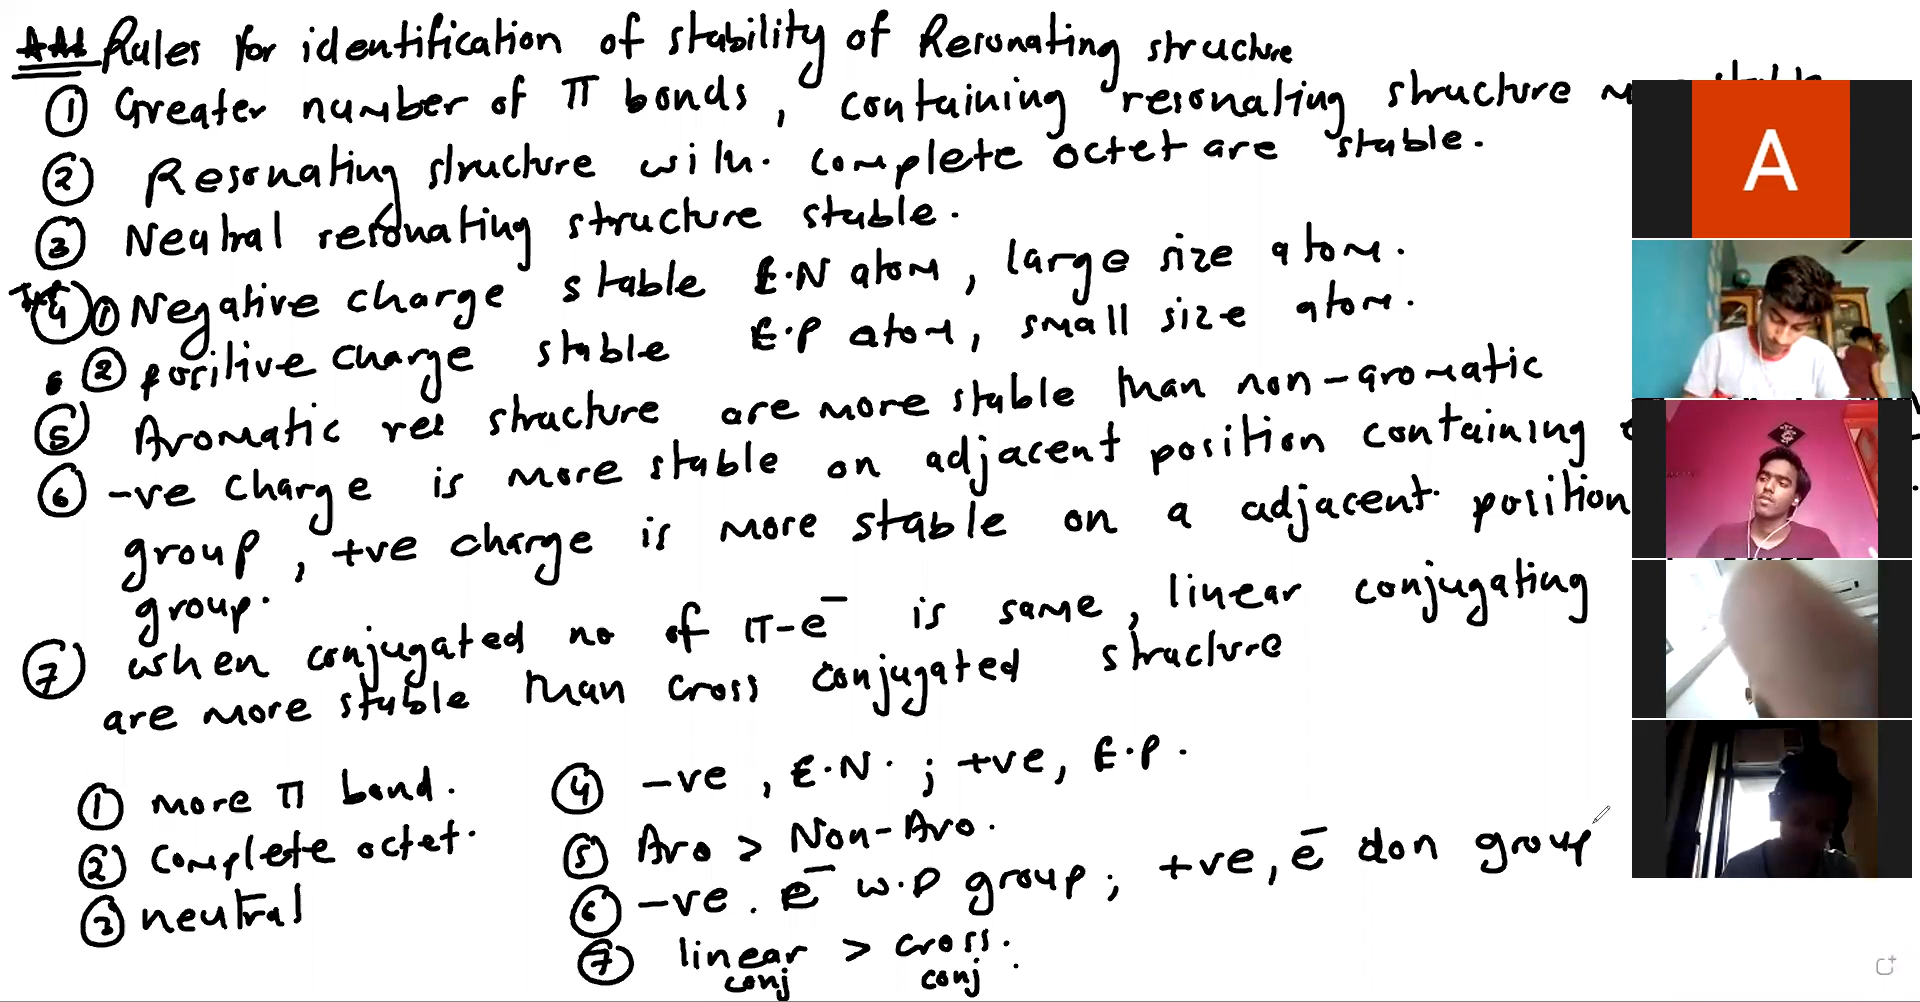 Rules for identification of stability of Resonating structure
① Greater number of π bonds, containing resonating structure
② Resonating structure with. complete octet are stable.
③ Neutral resonating structure stable.
④ ① Negative charge stable E.N atom, large size atom.
② positive charge stable E.P atom, small size atom.
⑤ Aromatic res structure are more stable than non-aromatic
⑥ -ve charge is more stable on adjacent position containing
group, +ve charge is more stable on a adjacent position
group.
⑦ when conjugated no of π-e⁻ is same, linear conjugating
are more stable than cross conjugated structure
① more π bond.
② complete octet.
③ neutral
④ -ve, E.N. ; +ve, E.P.
⑤ Aro > Non-Aro.
⑥ -ve. e⁻ W.D group; +ve, e⁻ don group
⑦ linear conj > cross conj.
A